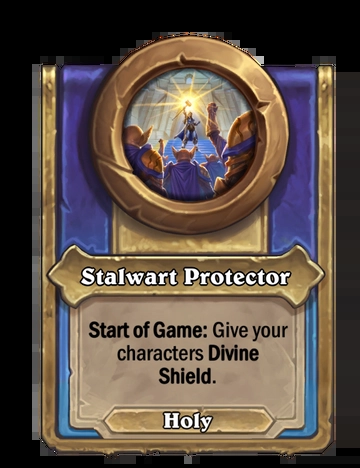 Stalwart Protector
Start of Game: Give your
characters Divine
Shield.
Holy